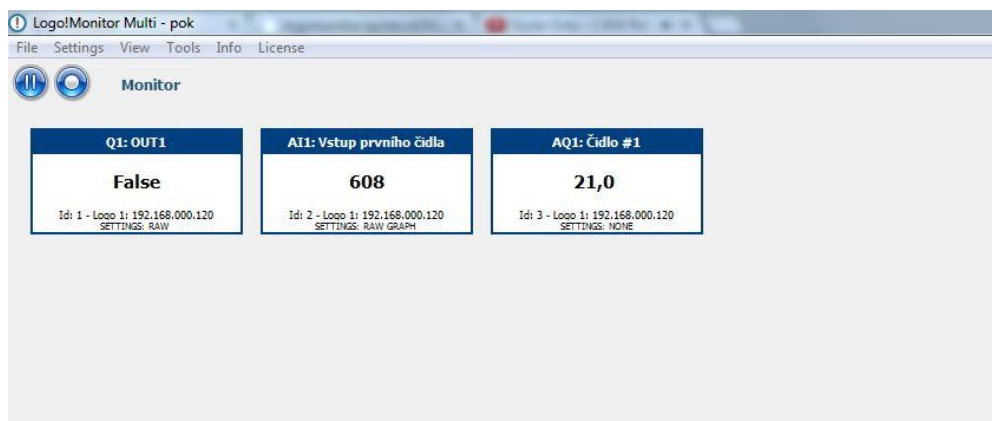 Logo!Monitor Multi - pok
File Settings View Tools Info License
Monitor
Q1: OUT1
False
Id: 1 - Logo 1: 192.168.000.120
SETTINGS: RAW
AI1: Vstup prvního čidla
608
Id: 2 - Logo 1: 192.168.000.120
SETTINGS: RAW GRAPH
AQ1: Čidlo #1
21,0
Id: 3 - Logo 1: 192.168.000.120
SETTINGS: NONE